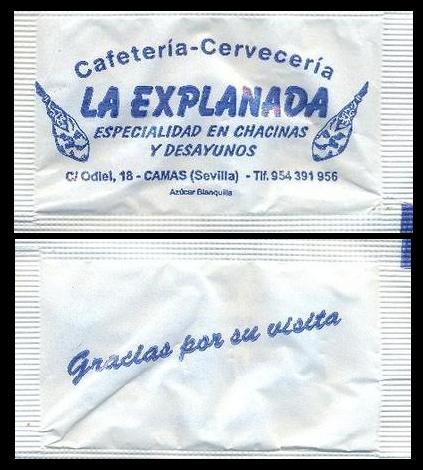 Cafetería-Cervecería
LA EXPLANADA
ESPECIALIDAD EN CHACINAS
Y DESAYUNOS
C/ Odiel, 18 - CAMAS (Sevilla) - Tlf. 954 391 956
Azúcar Blanquilla
Gracias por su visita